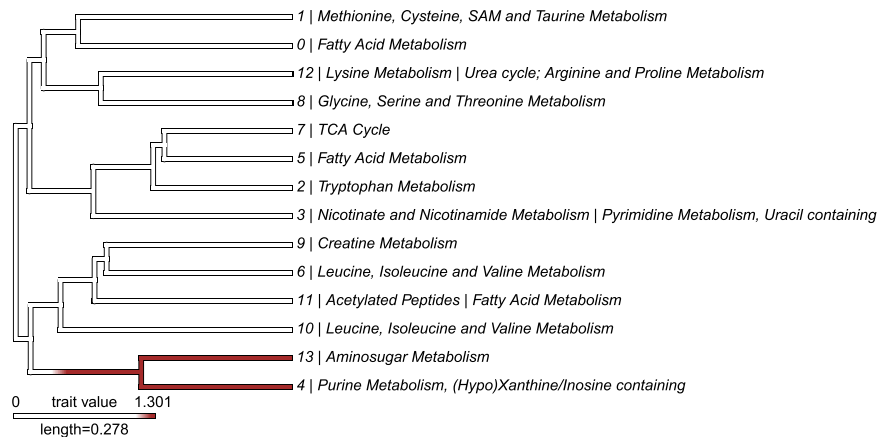 1 | Methionine, Cysteine, SAM and Taurine Metabolism
0 | Fatty Acid Metabolism
12 | Lysine Metabolism | Urea cycle; Arginine and Proline Metabolism
8 | Glycine, Serine and Threonine Metabolism
7 | TCA Cycle
5 | Fatty Acid Metabolism
2 | Tryptophan Metabolism
3 | Nicotinate and Nicotinamide Metabolism | Pyrimidine Metabolism, Uracil containing
9 | Creatine Metabolism
6 | Leucine, Isoleucine and Valine Metabolism
11 | Acetylated Peptides | Fatty Acid Metabolism
10 | Leucine, Isoleucine and Valine Metabolism
13 | Aminosugar Metabolism
4 | Purine Metabolism, (Hypo)Xanthine/Inosine containing
0 trait value 1.301
length=0.278